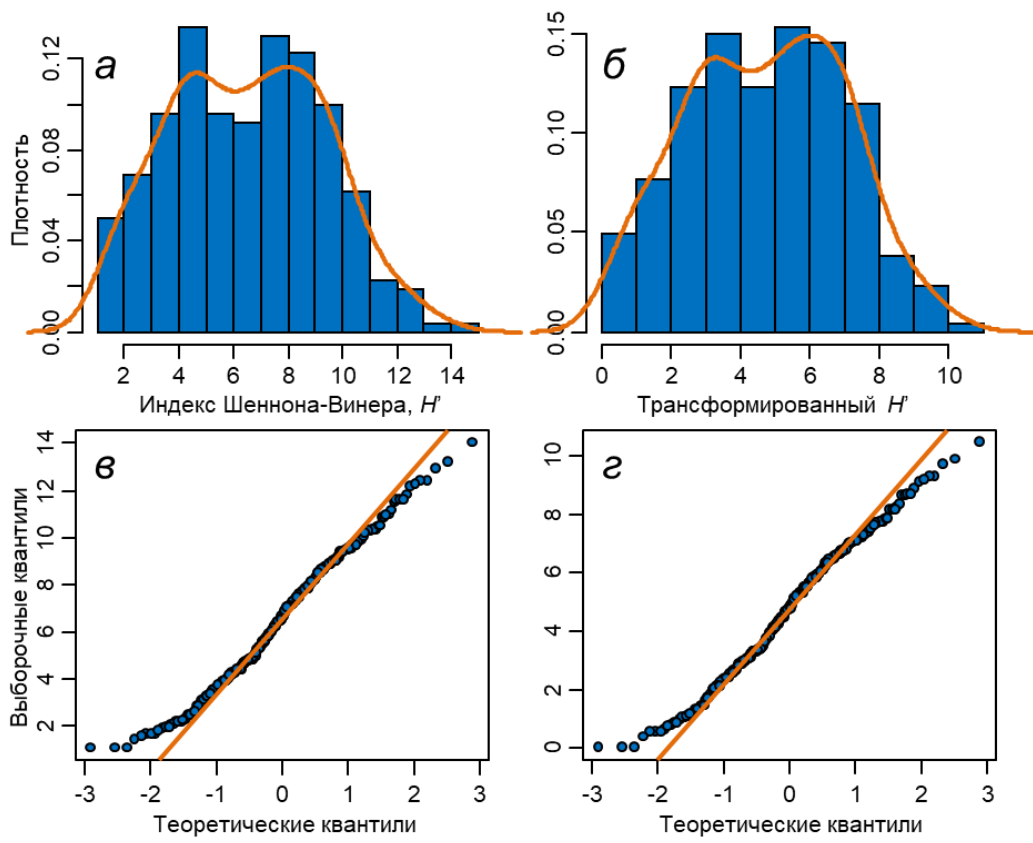 а
Плотность
0.00 0.04 0.08 0.12
2 4 6 8 10 12 14
Индекс Шеннона-Винера, H’
б
0.00 0.05 0.10 0.15
0 2 4 6 8 10
Трансформированный H’
в
Выборочные квантили
2 4 6 8 10 12 14
-3 -2 -1 0 1 2 3
Теоретические квантили
г
0 2 4 6 8 10
-3 -2 -1 0 1 2 3
Теоретические квантили